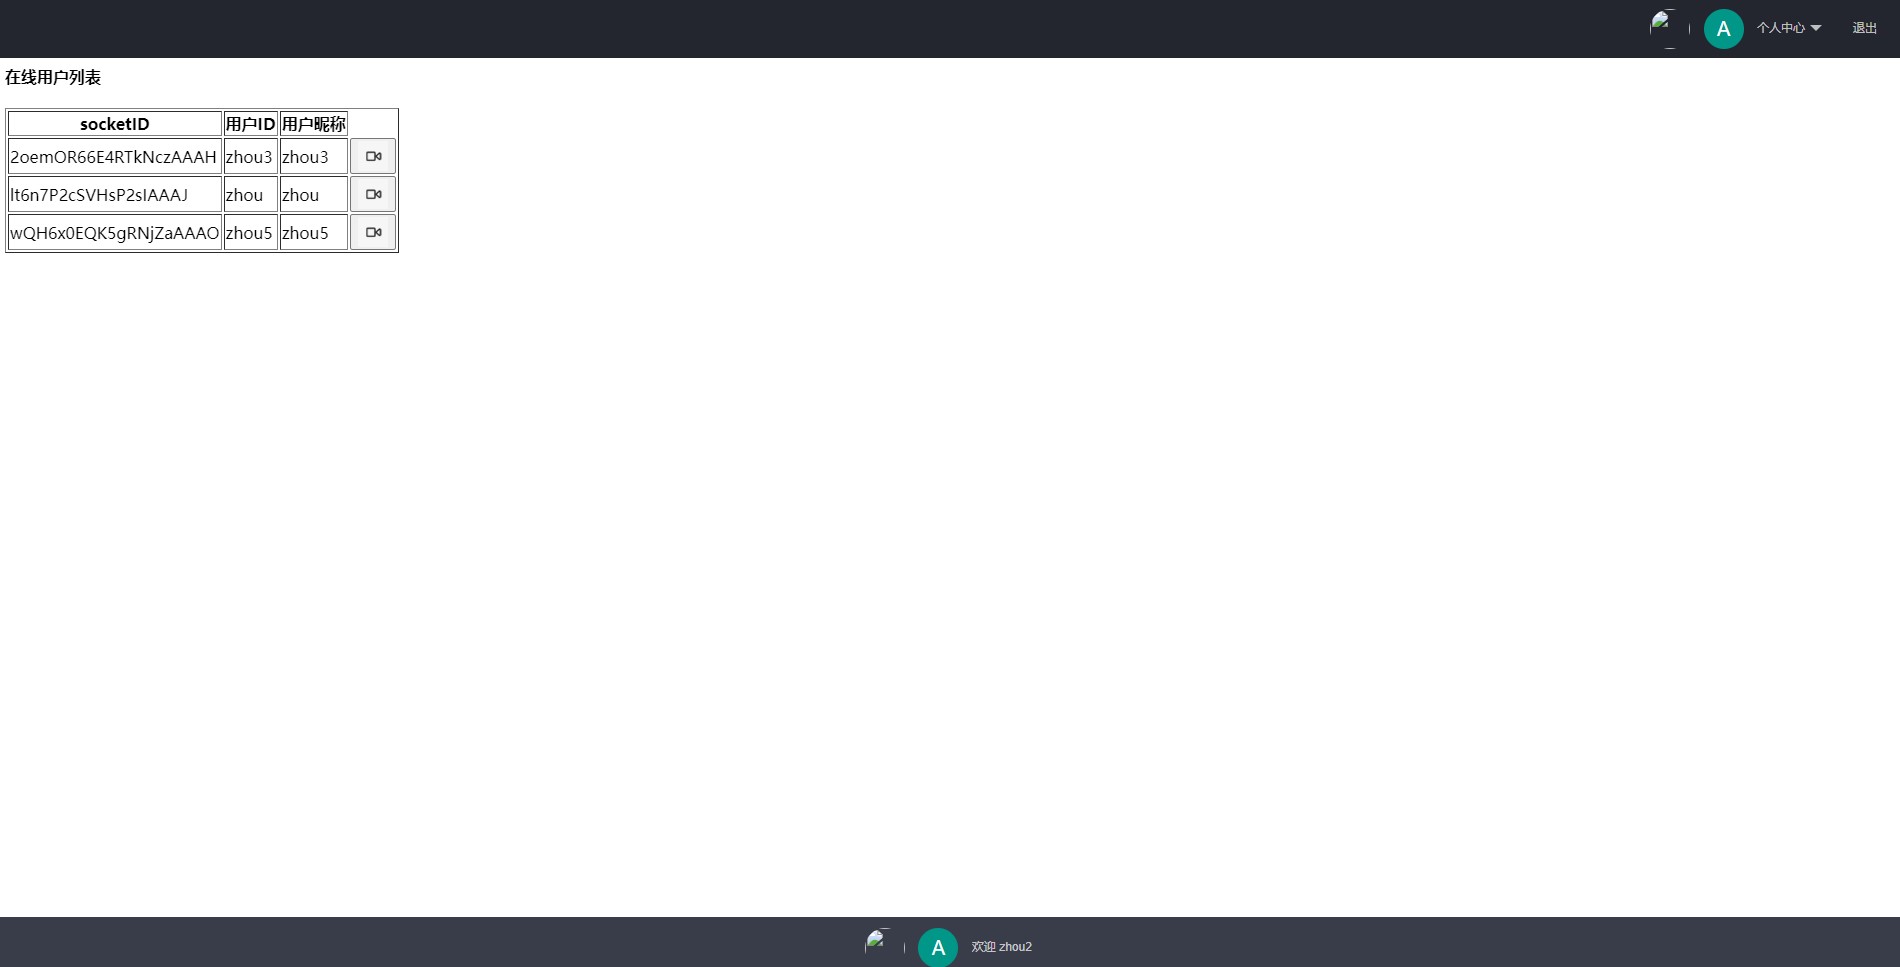 A 个人中心 退出
在线用户列表
socketID 用户ID 用户昵称
2oemOR66E4RTkNczAAAH zhou3 zhou3
lt6n7P2cSVHsP2sIAAAJ zhou zhou
wQH6x0EQK5gRNjZaAAAO zhou5 zhou5
A 欢迎 zhou2